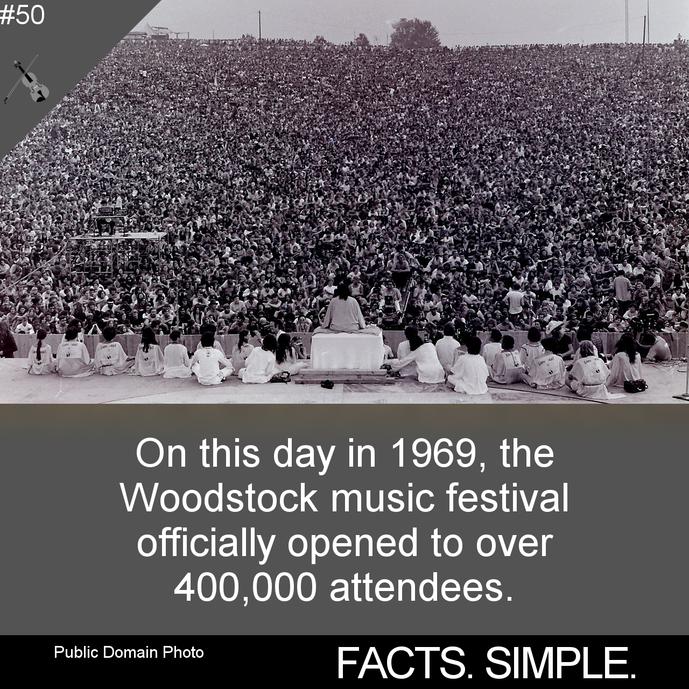 #50
On this day in 1969, the
Woodstock music festival
officially opened to over
400,000 attendees.
Public Domain Photo
FACTS. SIMPLE.